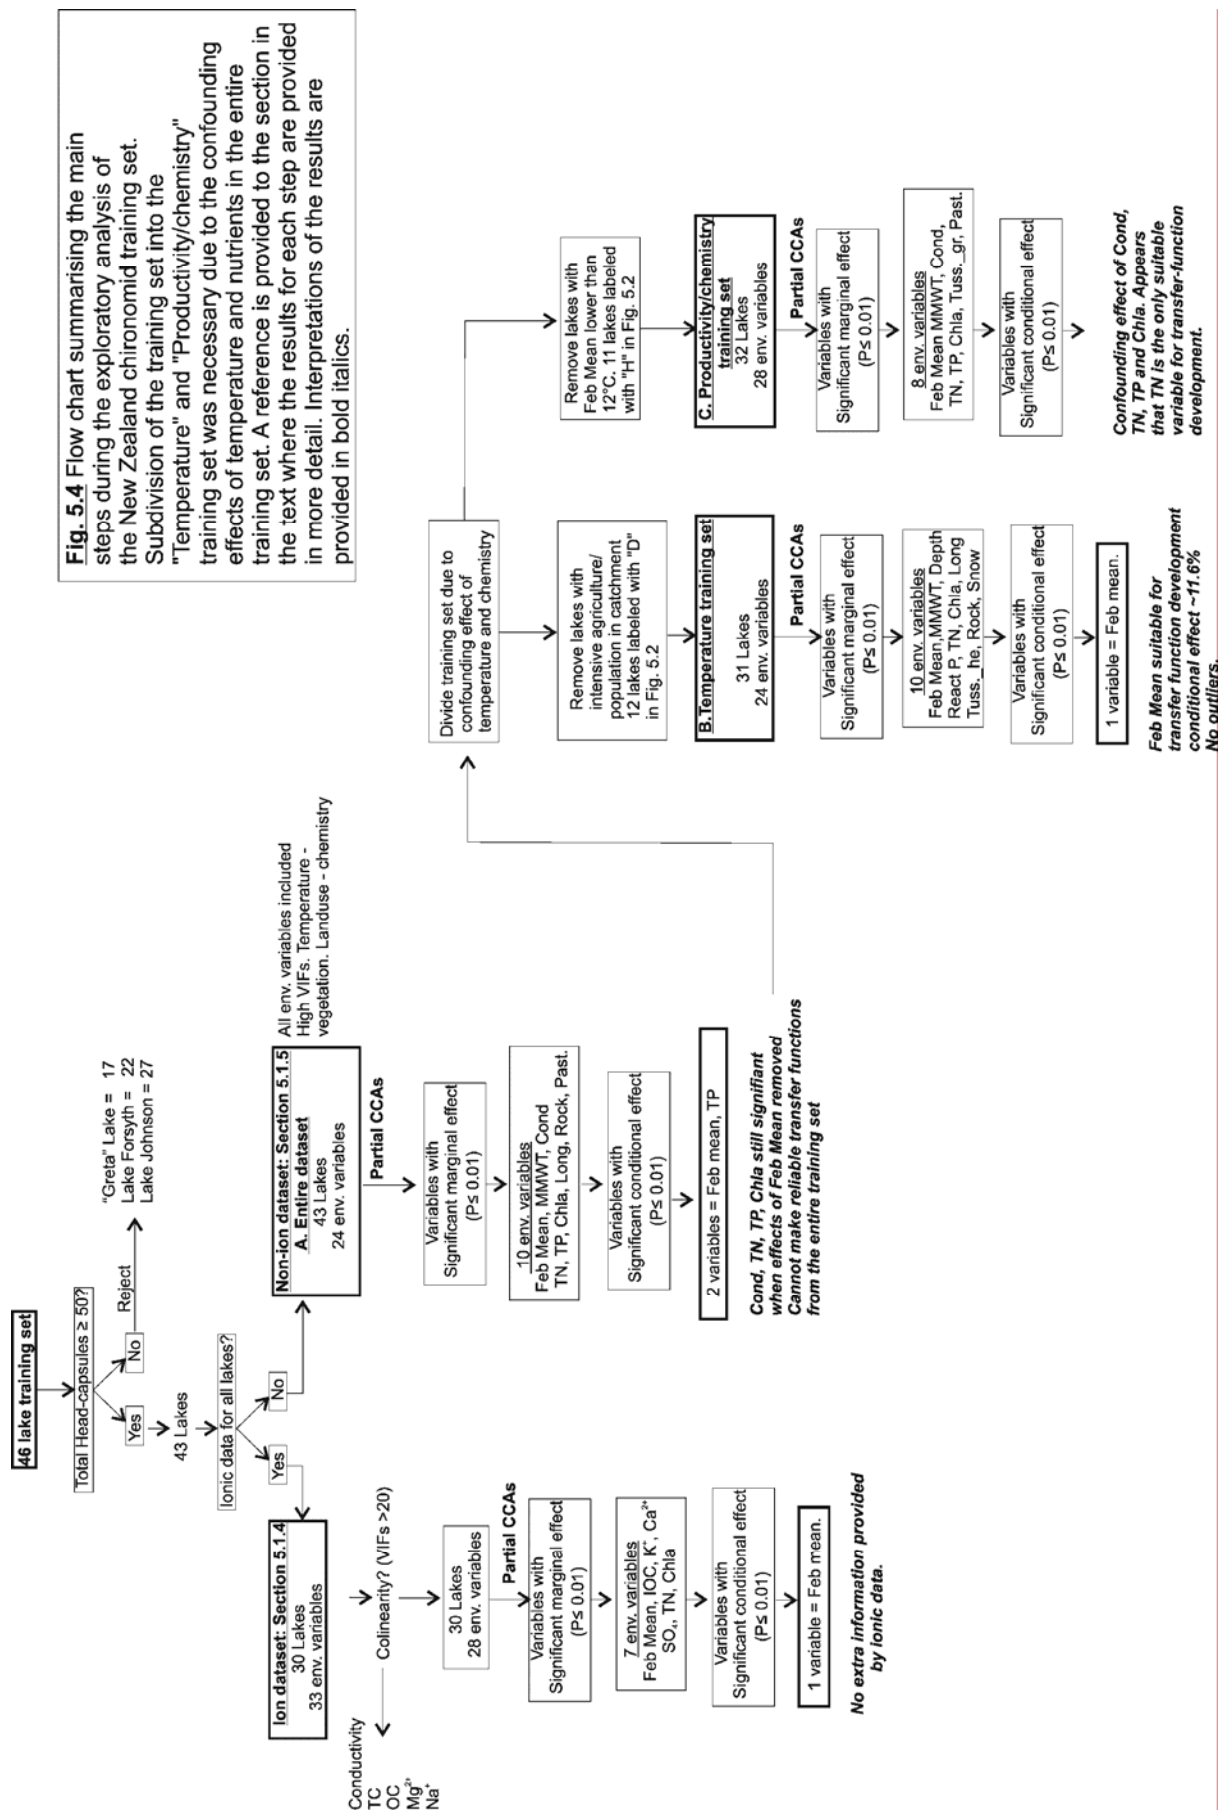 Fig. 5.4 Flow chart summarising the main
steps during the exploratory analysis of
the New Zealand chironomid training set.
Subdivision of the training set into the
"Temperature" and "Productivity/chemistry"
training set was necessary due to the confounding
effects of temperature and nutrients in the entire
training set. A reference is provided to the section in
the text where the results for each step are provided
in more detail. Interpretations of the results are
provided in bold italics.
46 lake training set
Total Head-capsules ≥ 50?
Yes
No
Reject
"Greta" Lake = 17
Lake Forsyth = 22
Lake Johnson = 27
43 Lakes
Ionic data for all lakes?
Yes
No
Ion dataset: Section 5.1.4
30 Lakes
33 env. variables
Conductivity
TC
OC
Mg²⁺
Na⁺
Colinearity? (VIFs >20)
30 Lakes
28 env. variables
Partial CCAs
Variables with
Significant marginal effect
(P≤ 0.01)
7 env. variables
Feb Mean, IOC, K⁺, Ca²⁺
SO₄, TN, Chla
Variables with
Significant conditional effect
(P≤ 0.01)
1 variable = Feb mean.
No extra information provided
by ionic data.
Non-ion dataset: Section 5.1.5
A. Entire dataset
43 Lakes
24 env. variables
All env. variables included
High VIFs. Temperature -
vegetation. Landuse - chemistry
Partial CCAs
Variables with
Significant marginal effect
(P≤ 0.01)
10 env. variables
Feb Mean, MMWT, Cond
TN, TP, Chla, Long, Rock, Past.
Variables with
Significant conditional effect
(P≤ 0.01)
2 variables = Feb mean, TP
Cond, TN, TP, Chla still signifiant
when effects of Feb Mean removed
Cannot make reliable transfer functions
from the entire training set
Divide training set due to
confounding effect of
temperature and chemistry
Remove lakes with
intensive agriculture/
population in catchment
12 lakes labeled with "D"
in Fig. 5.2
B.Temperature training set
31 Lakes
24 env. variables
Partial CCAs
Variables with
Significant marginal effect
(P≤ 0.01)
10 env. variables
Feb Mean,MMWT, Depth
React P, TN, Chla, Long
Tuss._he, Rock, Snow
Variables with
Significant conditional effect
(P≤ 0.01)
1 variable = Feb mean.
Feb Mean suitable for
transfer function development
conditional effect ~11.6%
No outliers.
Remove lakes with
Feb Mean lower than
12°C. 11 lakes labeled
with "H" in Fig. 5.2
C. Productivity/chemistry
training set
32 Lakes
28 env. variables
Partial CCAs
Variables with
Significant marginal effect
(P≤ 0.01)
8 env. variables
Feb Mean MMWT, Cond,
TN, TP, Chla, Tuss._gr, Past.
Variables with
Significant conditional effect
(P≤ 0.01)
Confounding effect of Cond,
TN, TP and Chla. Appears
that TN is the only suitable
variable for transfer-function
development.